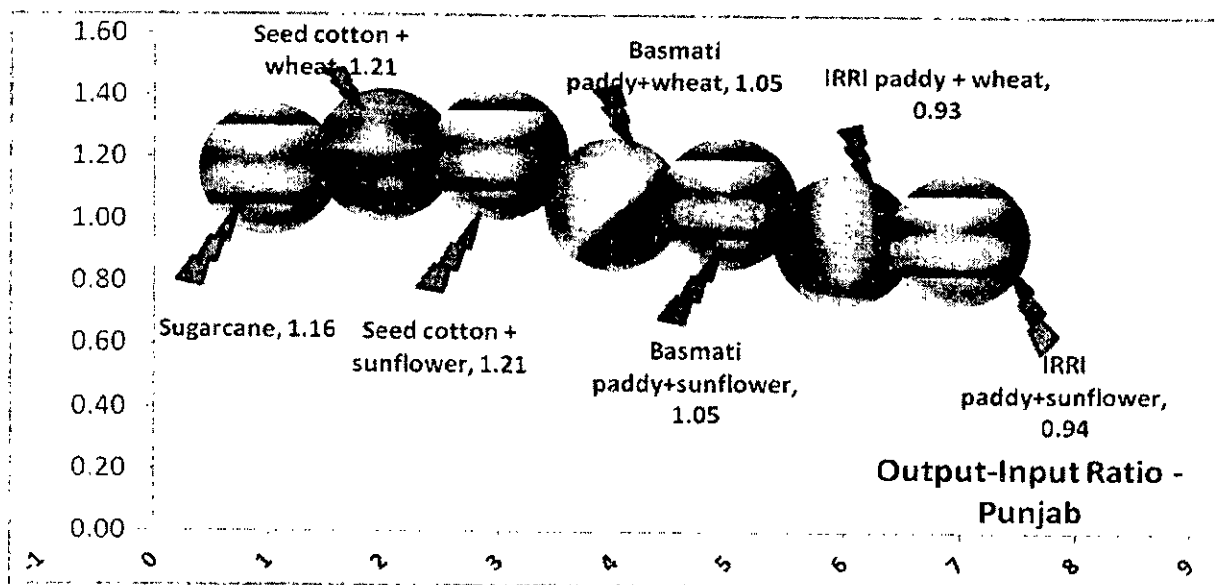 1.60
1.40
1.20
1.00
0.80
0.60
0.40
0.20
0.00
Seed cotton +
wheat, 1.21
Basmati
paddy+wheat, 1.05
IRRI paddy + wheat,
0.93
Sugarcane, 1.16
Seed cotton +
sunflower, 1.21
Basmati
paddy+sunflower,
1.05
IRRI
paddy+sunflower,
0.94
Output-Input Ratio -
Punjab
-1
0
1
2
3
4
5
6
7
8
9